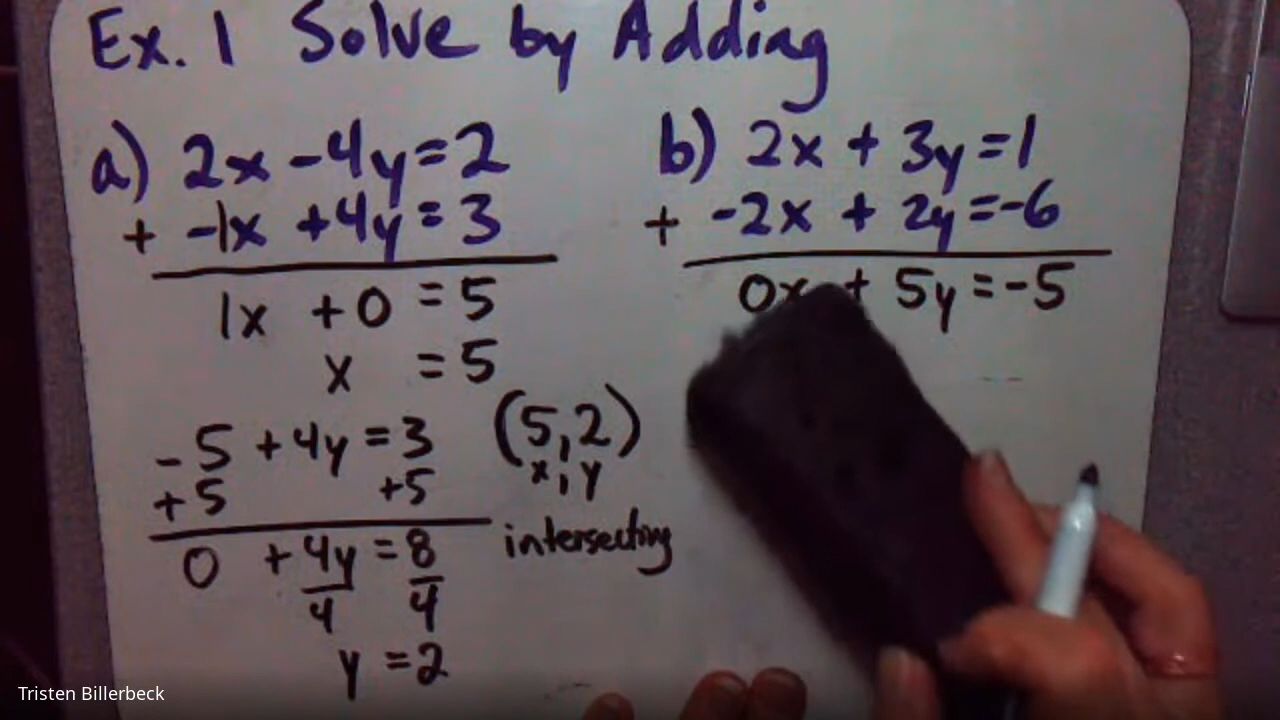 Ex. 1 Solve by Adding
a) 2x - 4y = 2
+ -1x + 4y = 3
1x + 0 = 5
x = 5
- 5 + 4y = 3
+ 5 +5
0 + 4y = 8
4 4
y = 2
(5, 2)
x, y
intersecting
b) 2x + 3y = 1
+ -2x + 2y = -6
0x + 5y = -5
Tristen Billerbeck